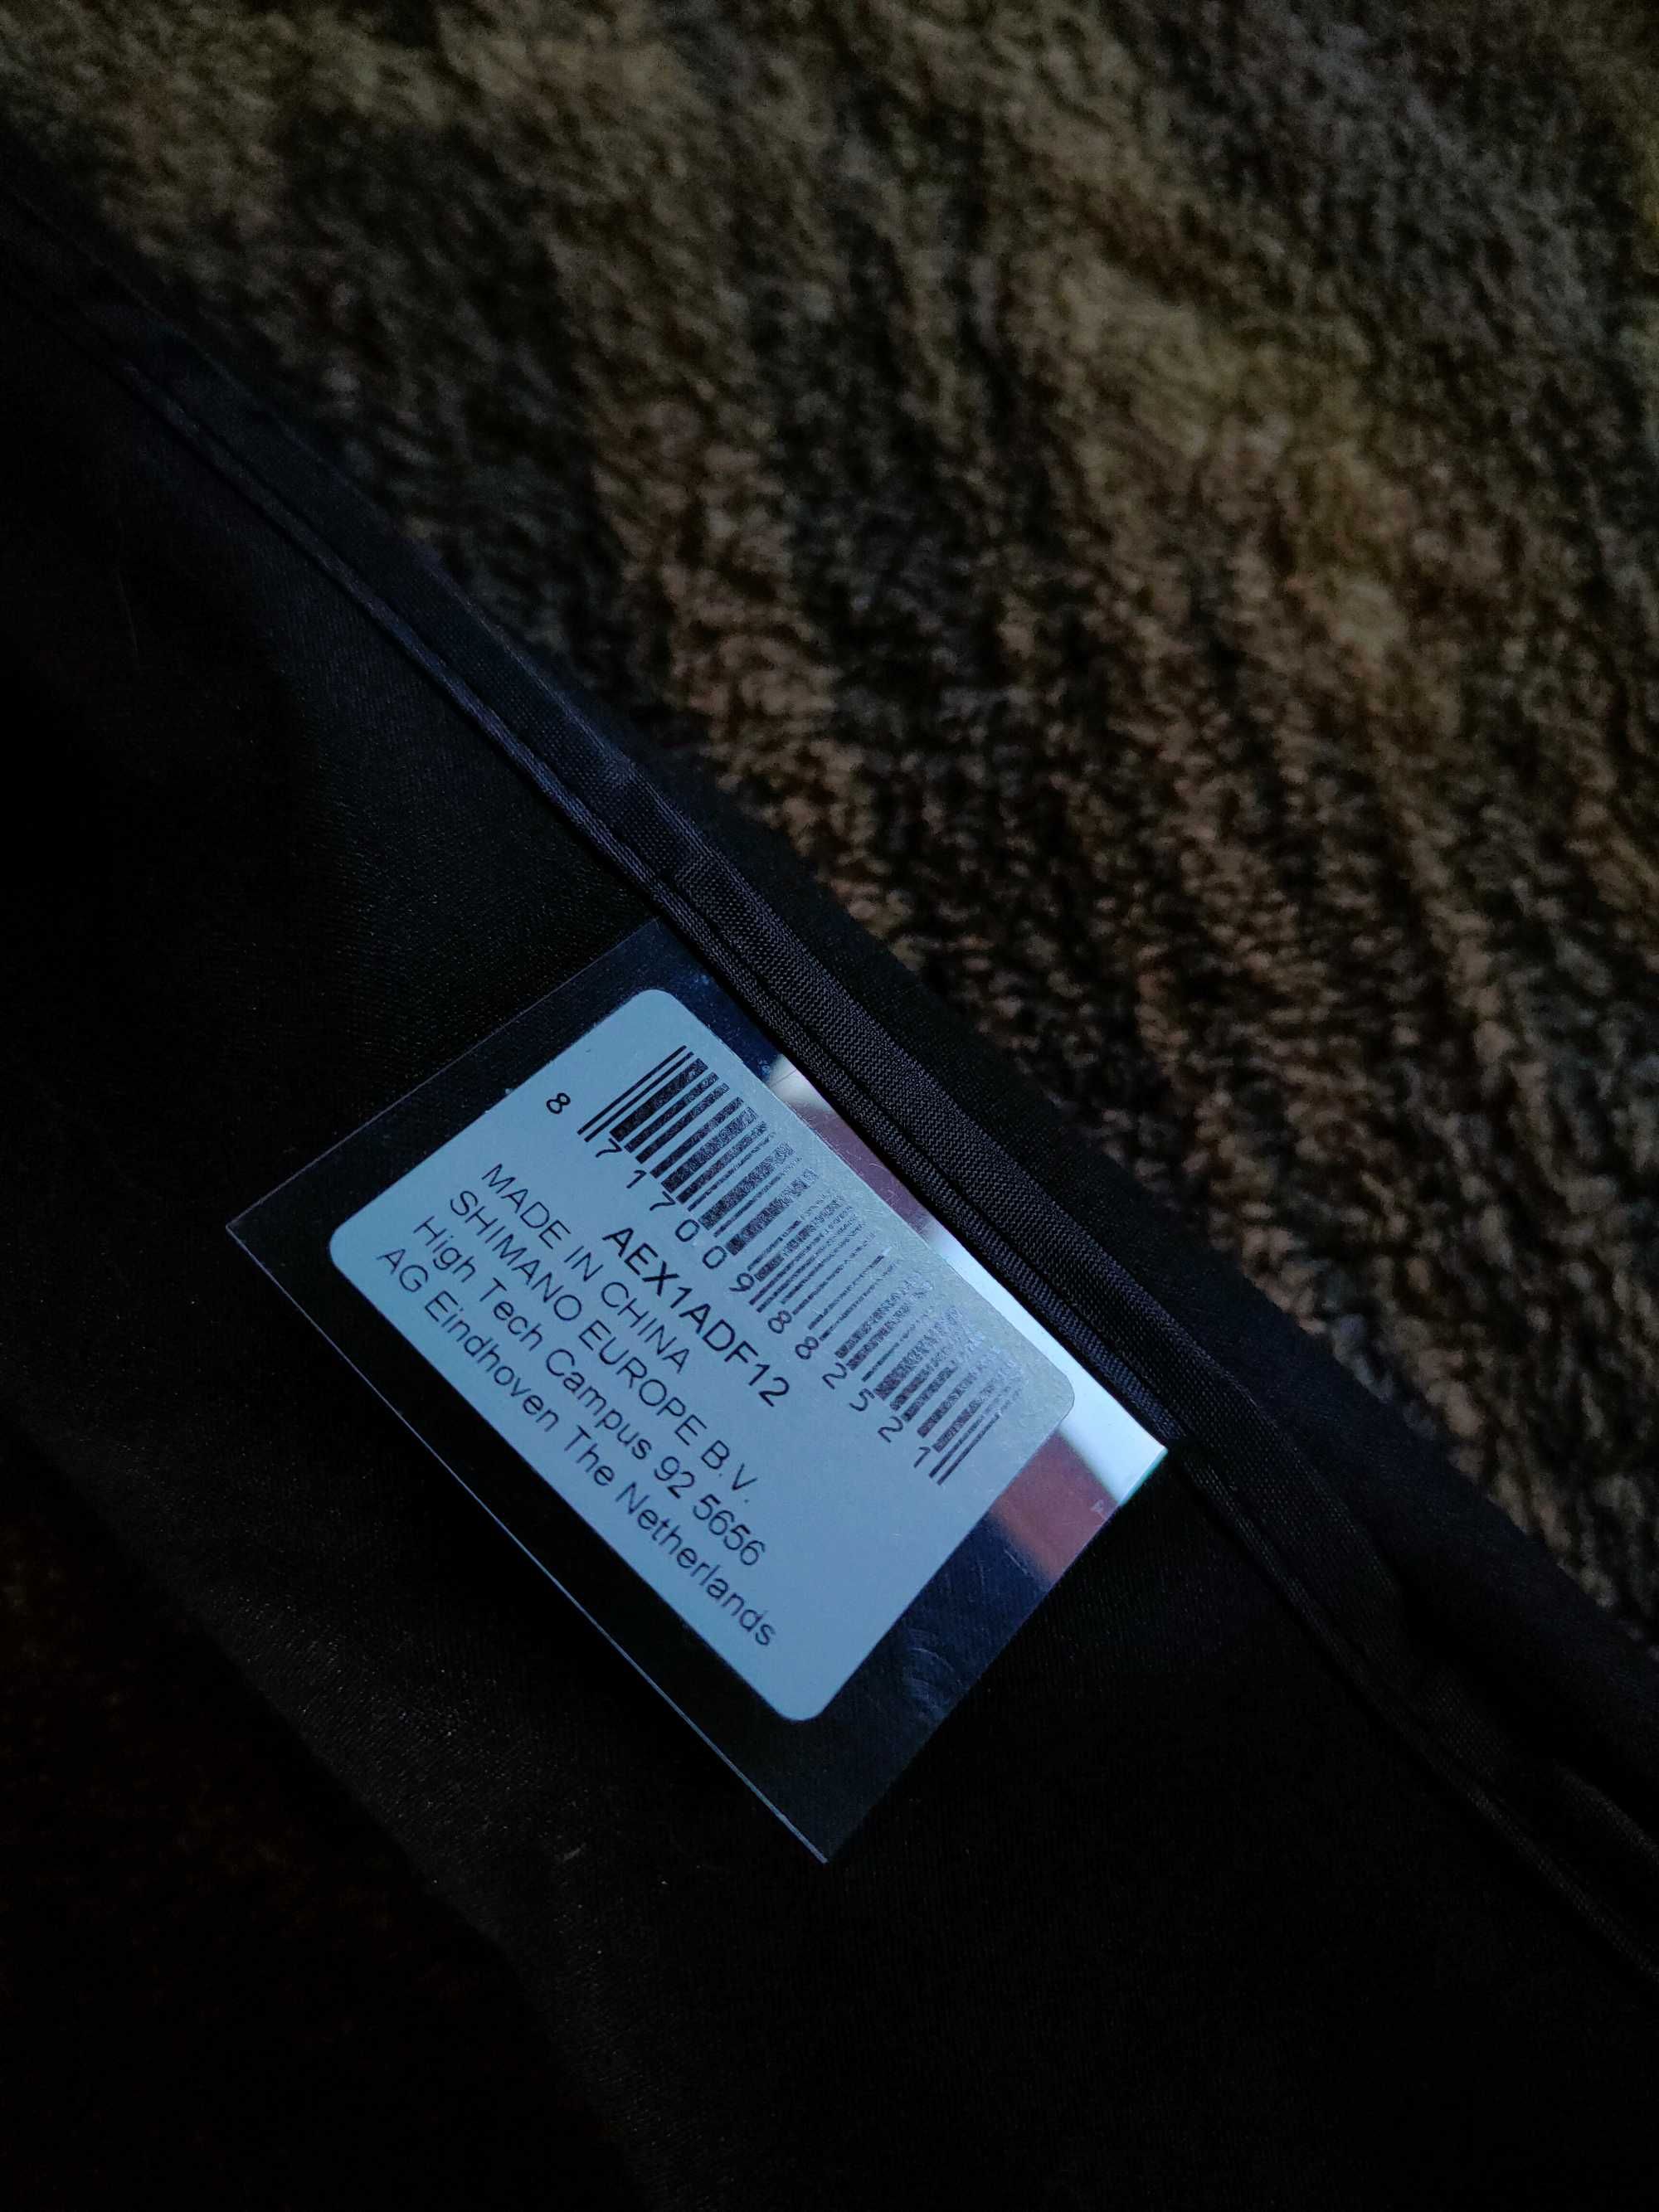 8 717009 882521
AEX1ADF12
MADE IN CHINA
SHIMANO EUROPE B.V.
High Tech Campus 92 5656
AG Eindhoven The Netherlands